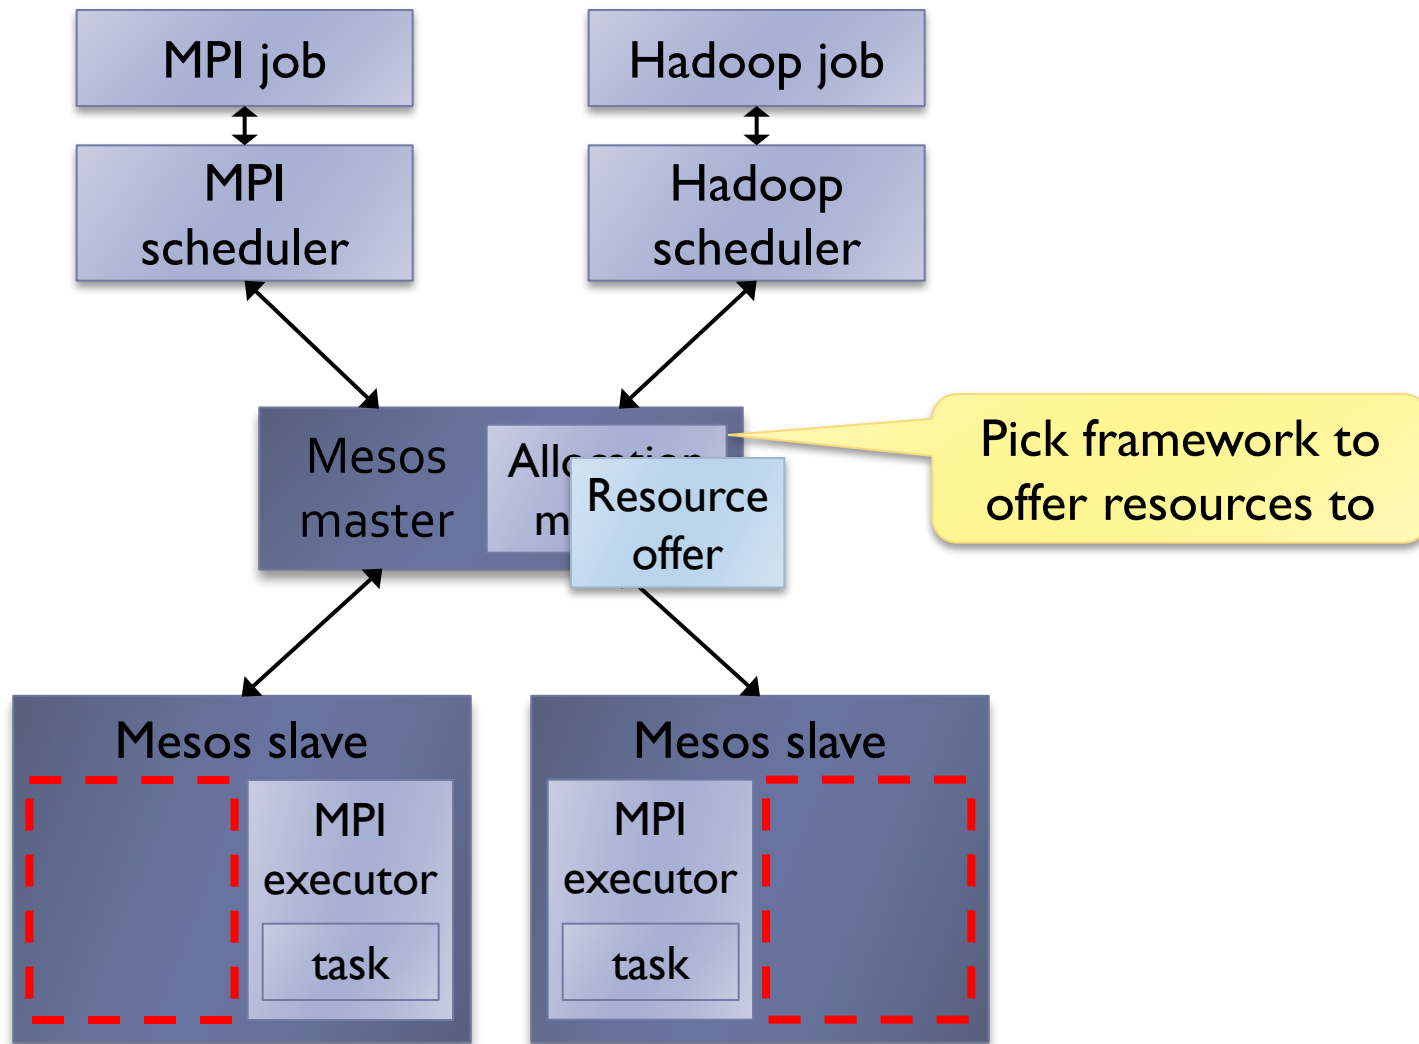 MPI job
Hadoop job
MPI
scheduler
Hadoop
scheduler
Mesos
master
Resource
offer
Pick framework to
offer resources to
Mesos slave
MPI
executor
task
Mesos slave
MPI
executor
task